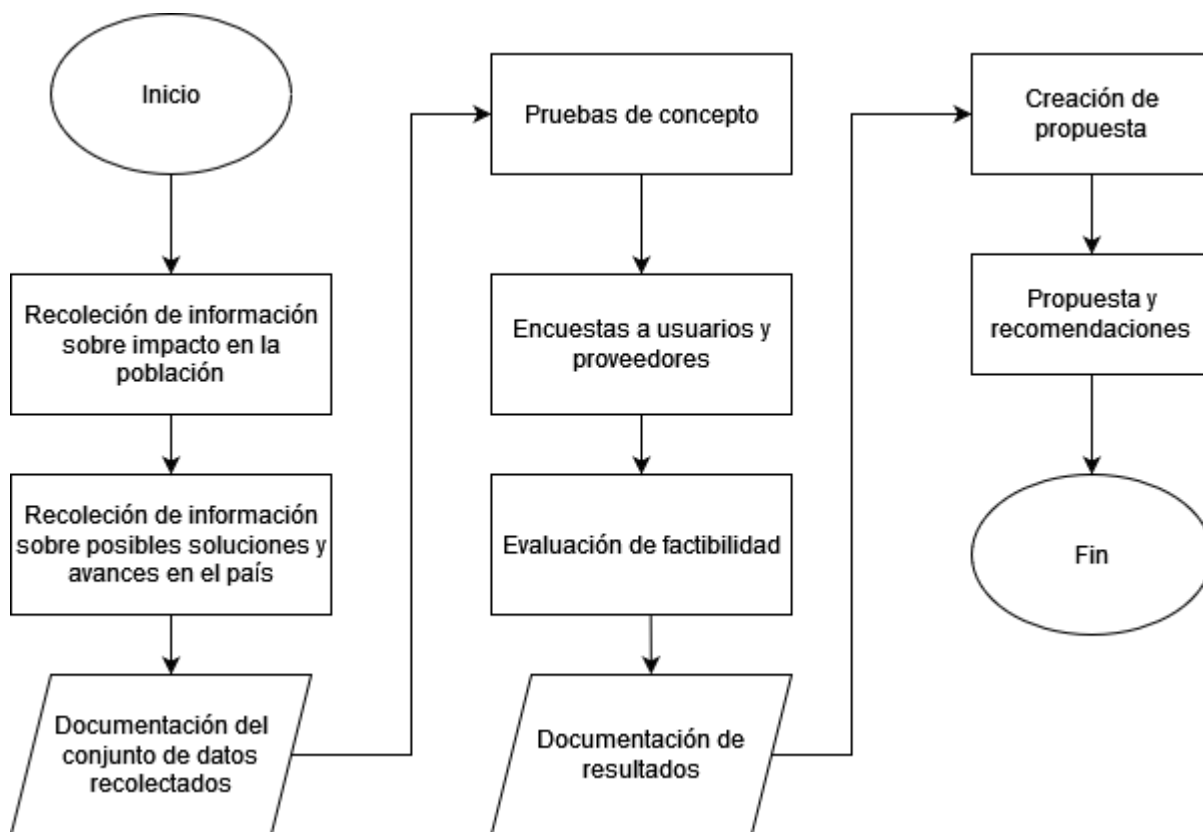 Inicio
Recoleción de información
sobre impacto en la
población
Recoleción de información
sobre posibles soluciones y
avances en el país
Documentación del
conjunto de datos
recolectados
Pruebas de concepto
Encuestas a usuarios y
proveedores
Evaluación de factibilidad
Documentación de
resultados
Creación de
propuesta
Propuesta y
recomendaciones
Fin